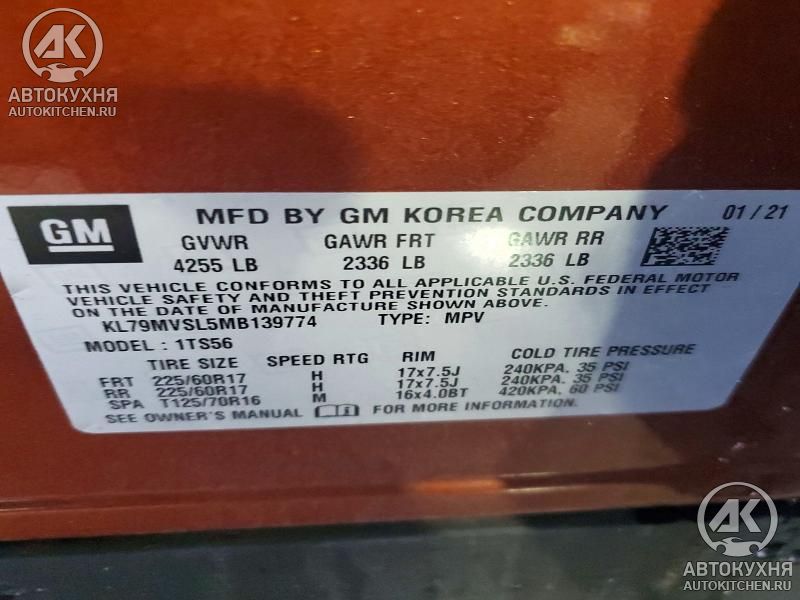 AK
АВТОКУХНЯ
AUTOKITCHEN.RU
GM MFD BY GM KOREA COMPANY 01/21
GVWR GAWR FRT GAWR RR
4255 LB 2336 LB 2336 LB
THIS VEHICLE CONFORMS TO ALL APPLICABLE U.S. FEDERAL MOTOR
VEHICLE SAFETY AND THEFT PREVENTION STANDARDS IN EFFECT
ON THE DATE OF MANUFACTURE SHOWN ABOVE.
KL79MVSL5MB139774 TYPE: MPV
MODEL: 1TS56
TIRE SIZE SPEED RTG RIM COLD TIRE PRESSURE
FRT 225/60R17 H 17x7.5J 240KPA. 35 PSI
RR 225/60R17 H 17x7.5J 240KPA. 35 PSI
SPA T125/70R16 M 16x4.0BT 420KPA. 60 PSI
SEE OWNER'S MANUAL FOR MORE INFORMATION.
AK
АВТОКУХНЯ
AUTOKITCHEN.RU